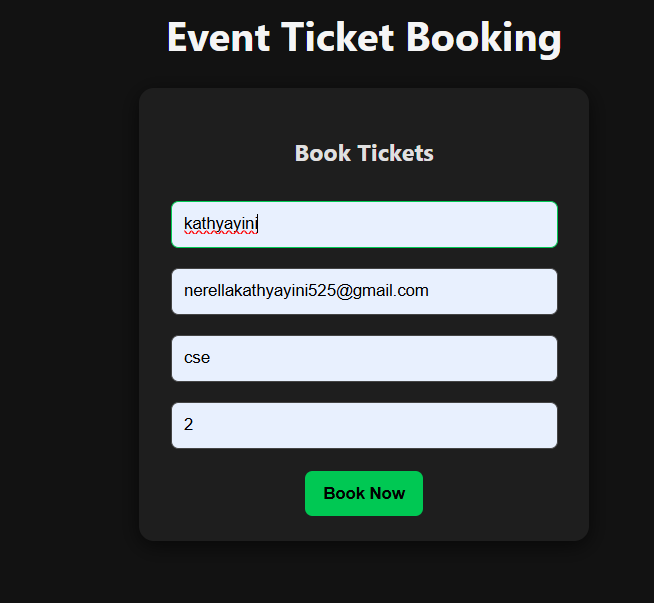 Event Ticket Booking
Book Tickets
kathyayini
nerellakathyayini525@gmail.com
cse
2
Book Now